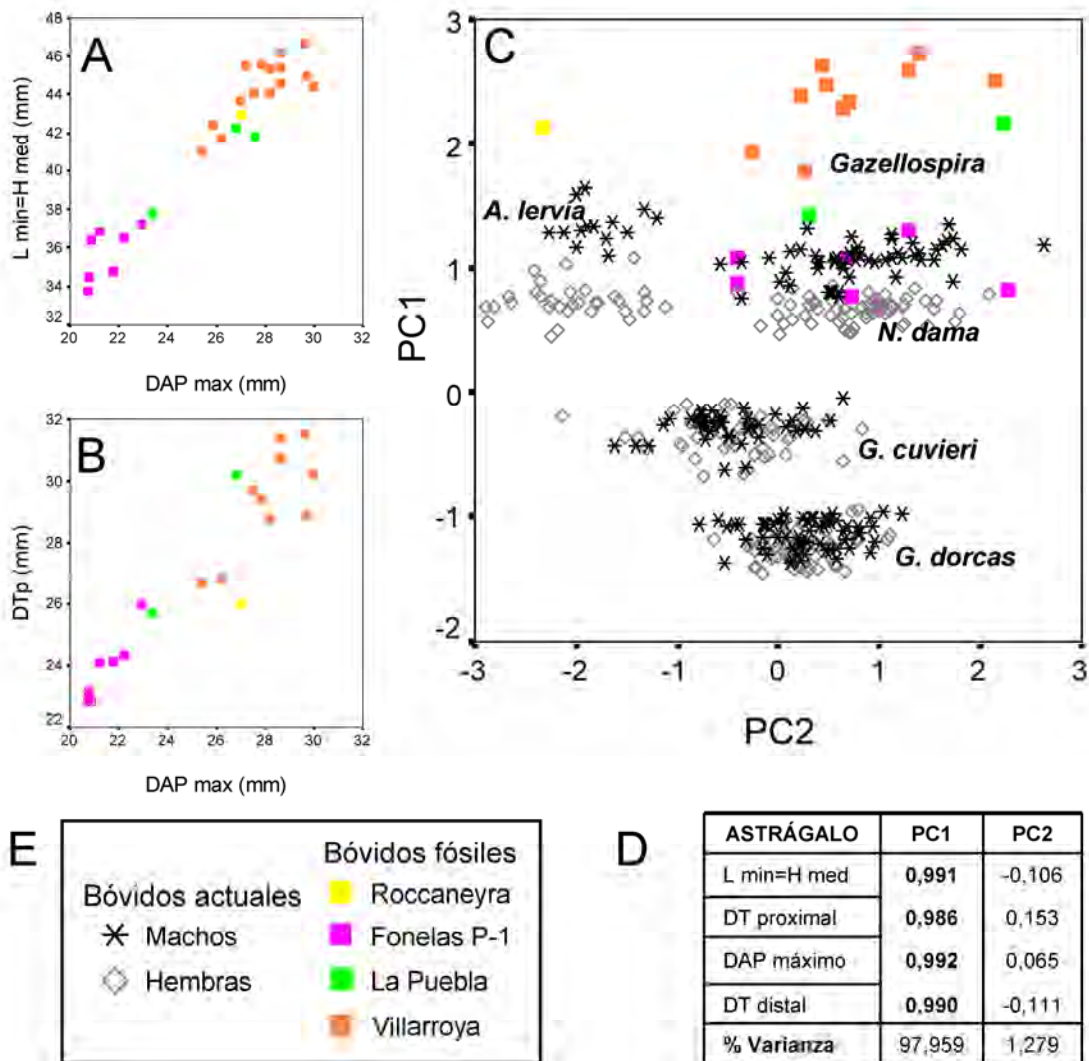 A
48
46
44
42
40
38
36
34
32
20 22 24 26 28 30 32
L min=H med (mm)
DAP max (mm)
B
32
30
28
26
24
22
20 22 24 26 28 30 32
DTp (mm)
DAP max (mm)
C
3
2
1
0
-1
-2
-3 -2 -1 0 1 2 3
PC1
PC2
Gazellospira
A. lervia
N. dama
G. cuvieri
G. dorcas
E
Bóvidos actuales
Machos
Hembras
Bóvidos fósiles
Roccaneyra
Fonelas P-1
La Puebla
Villarroya
D
ASTRÁGALO PC1 PC2
L min=H med 0,991 -0,106
DT proximal 0,986 0,153
DAP máximo 0,992 0,065
DT distal 0,990 -0,111
% Varianza 97,959 1,279